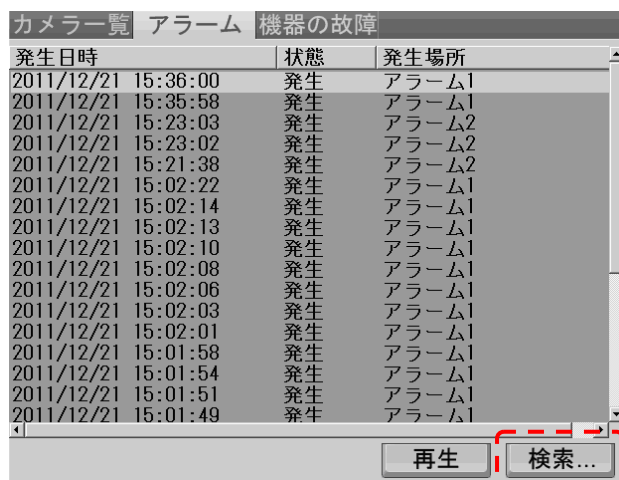 カメラ一覧 アラーム 機器の故障
発生日時 状態 発生場所
2011/12/21 15:36:00 発生 アラーム1
2011/12/21 15:35:58 発生 アラーム1
2011/12/21 15:23:03 発生 アラーム2
2011/12/21 15:23:02 発生 アラーム2
2011/12/21 15:21:38 発生 アラーム2
2011/12/21 15:02:22 発生 アラーム1
2011/12/21 15:02:14 発生 アラーム1
2011/12/21 15:02:13 発生 アラーム1
2011/12/21 15:02:10 発生 アラーム1
2011/12/21 15:02:08 発生 アラーム1
2011/12/21 15:02:06 発生 アラーム1
2011/12/21 15:02:03 発生 アラーム1
2011/12/21 15:02:01 発生 アラーム1
2011/12/21 15:01:58 発生 アラーム1
2011/12/21 15:01:54 発生 アラーム1
2011/12/21 15:01:51 発生 アラーム1
2011/12/21 15:01:49 発生 アラーム1
再生 検索...